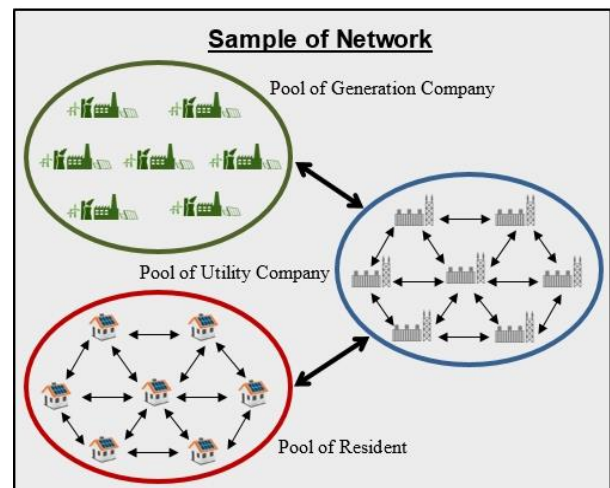 Sample of Network
Pool of Generation Company
Pool of Utility Company
Pool of Resident